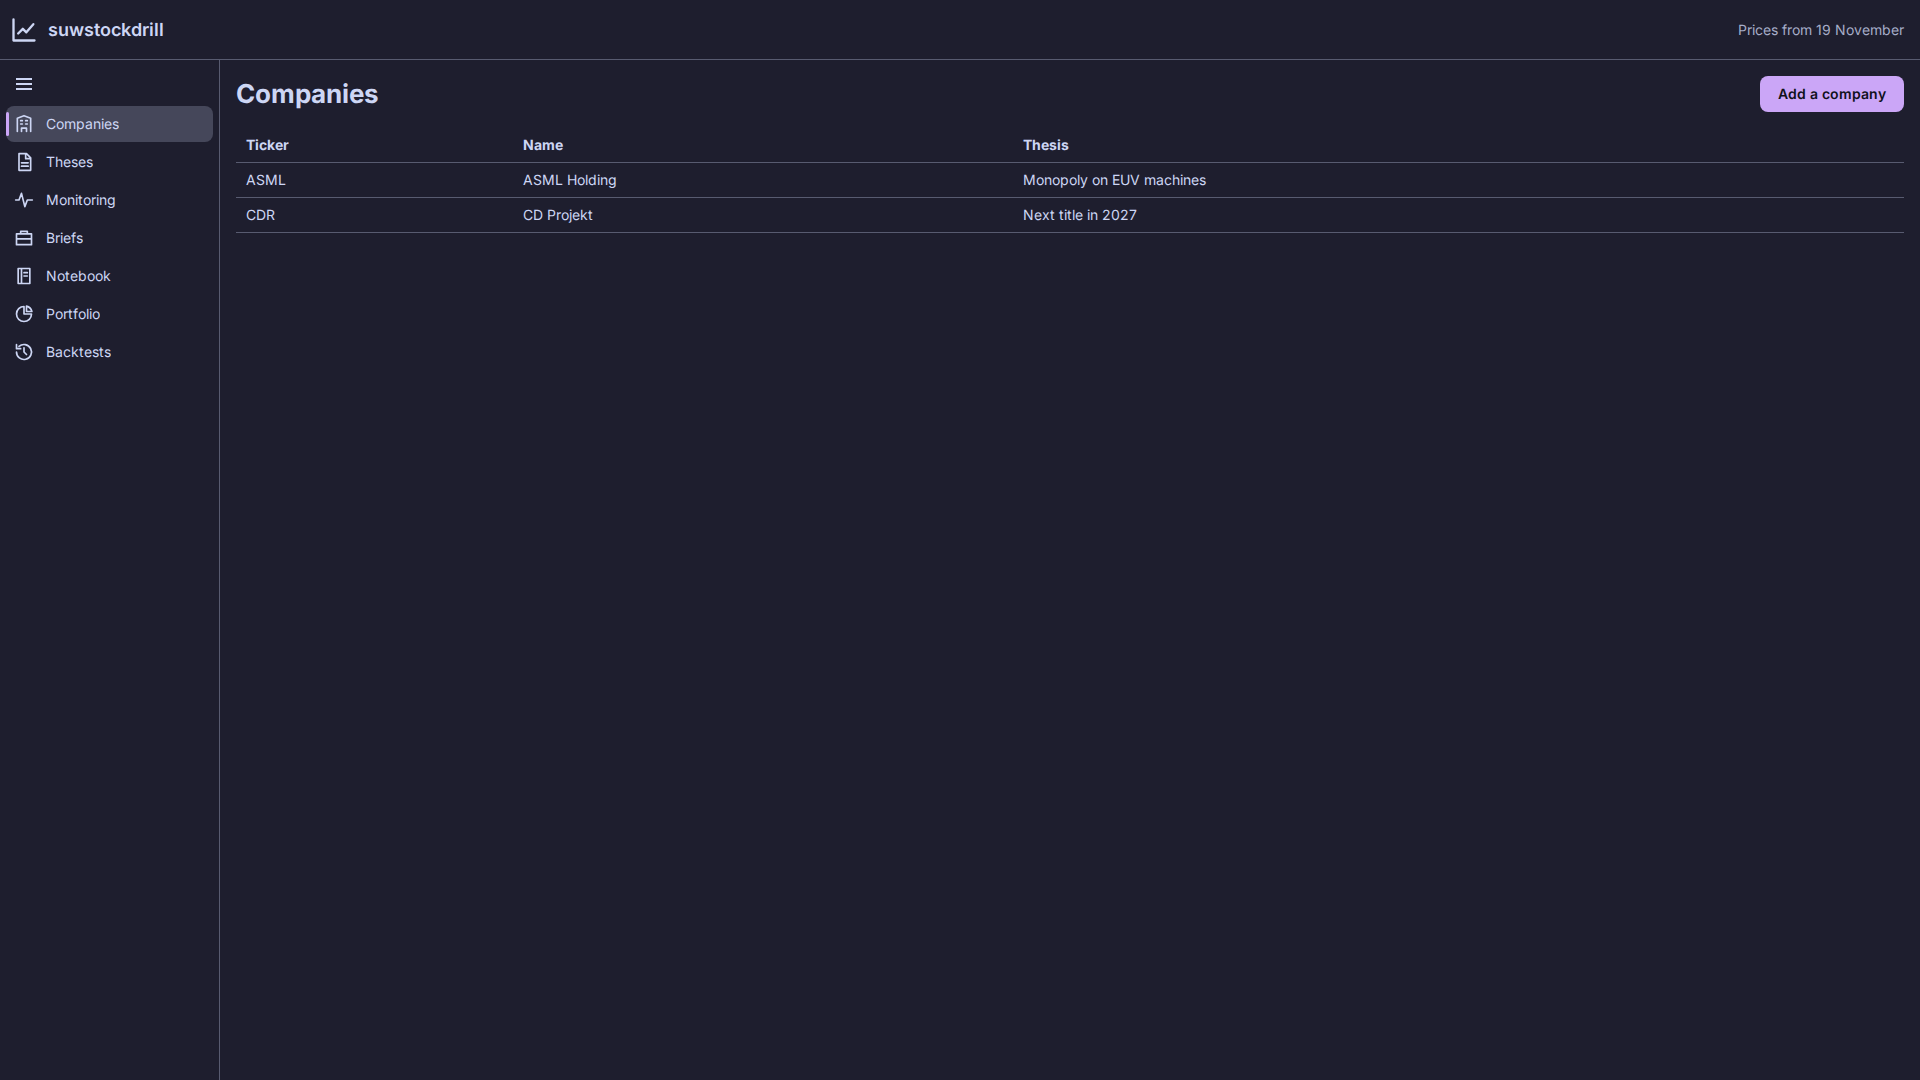 suwstockdrill
Prices from 19 November
Companies
Theses
Monitoring
Briefs
Notebook
Portfolio
Backtests
Companies
Add a company
Ticker Name Thesis
ASML ASML Holding Monopoly on EUV machines
CDR CD Projekt Next title in 2027